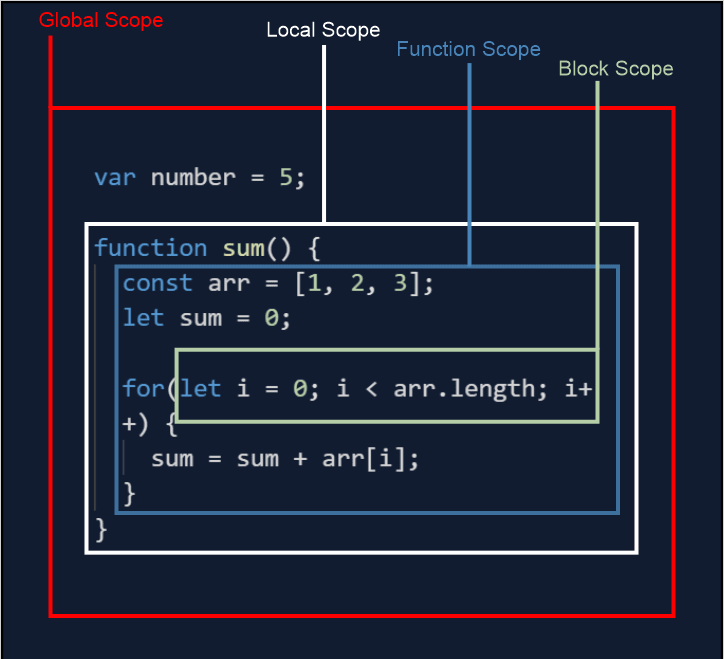 Global Scope
Local Scope
Function Scope
Block Scope
var number = 5;
function sum() {
const arr = [1, 2, 3];
let sum = 0;
for(let i = 0; i < arr.length; i+
+) {
sum = sum + arr[i];
}
}